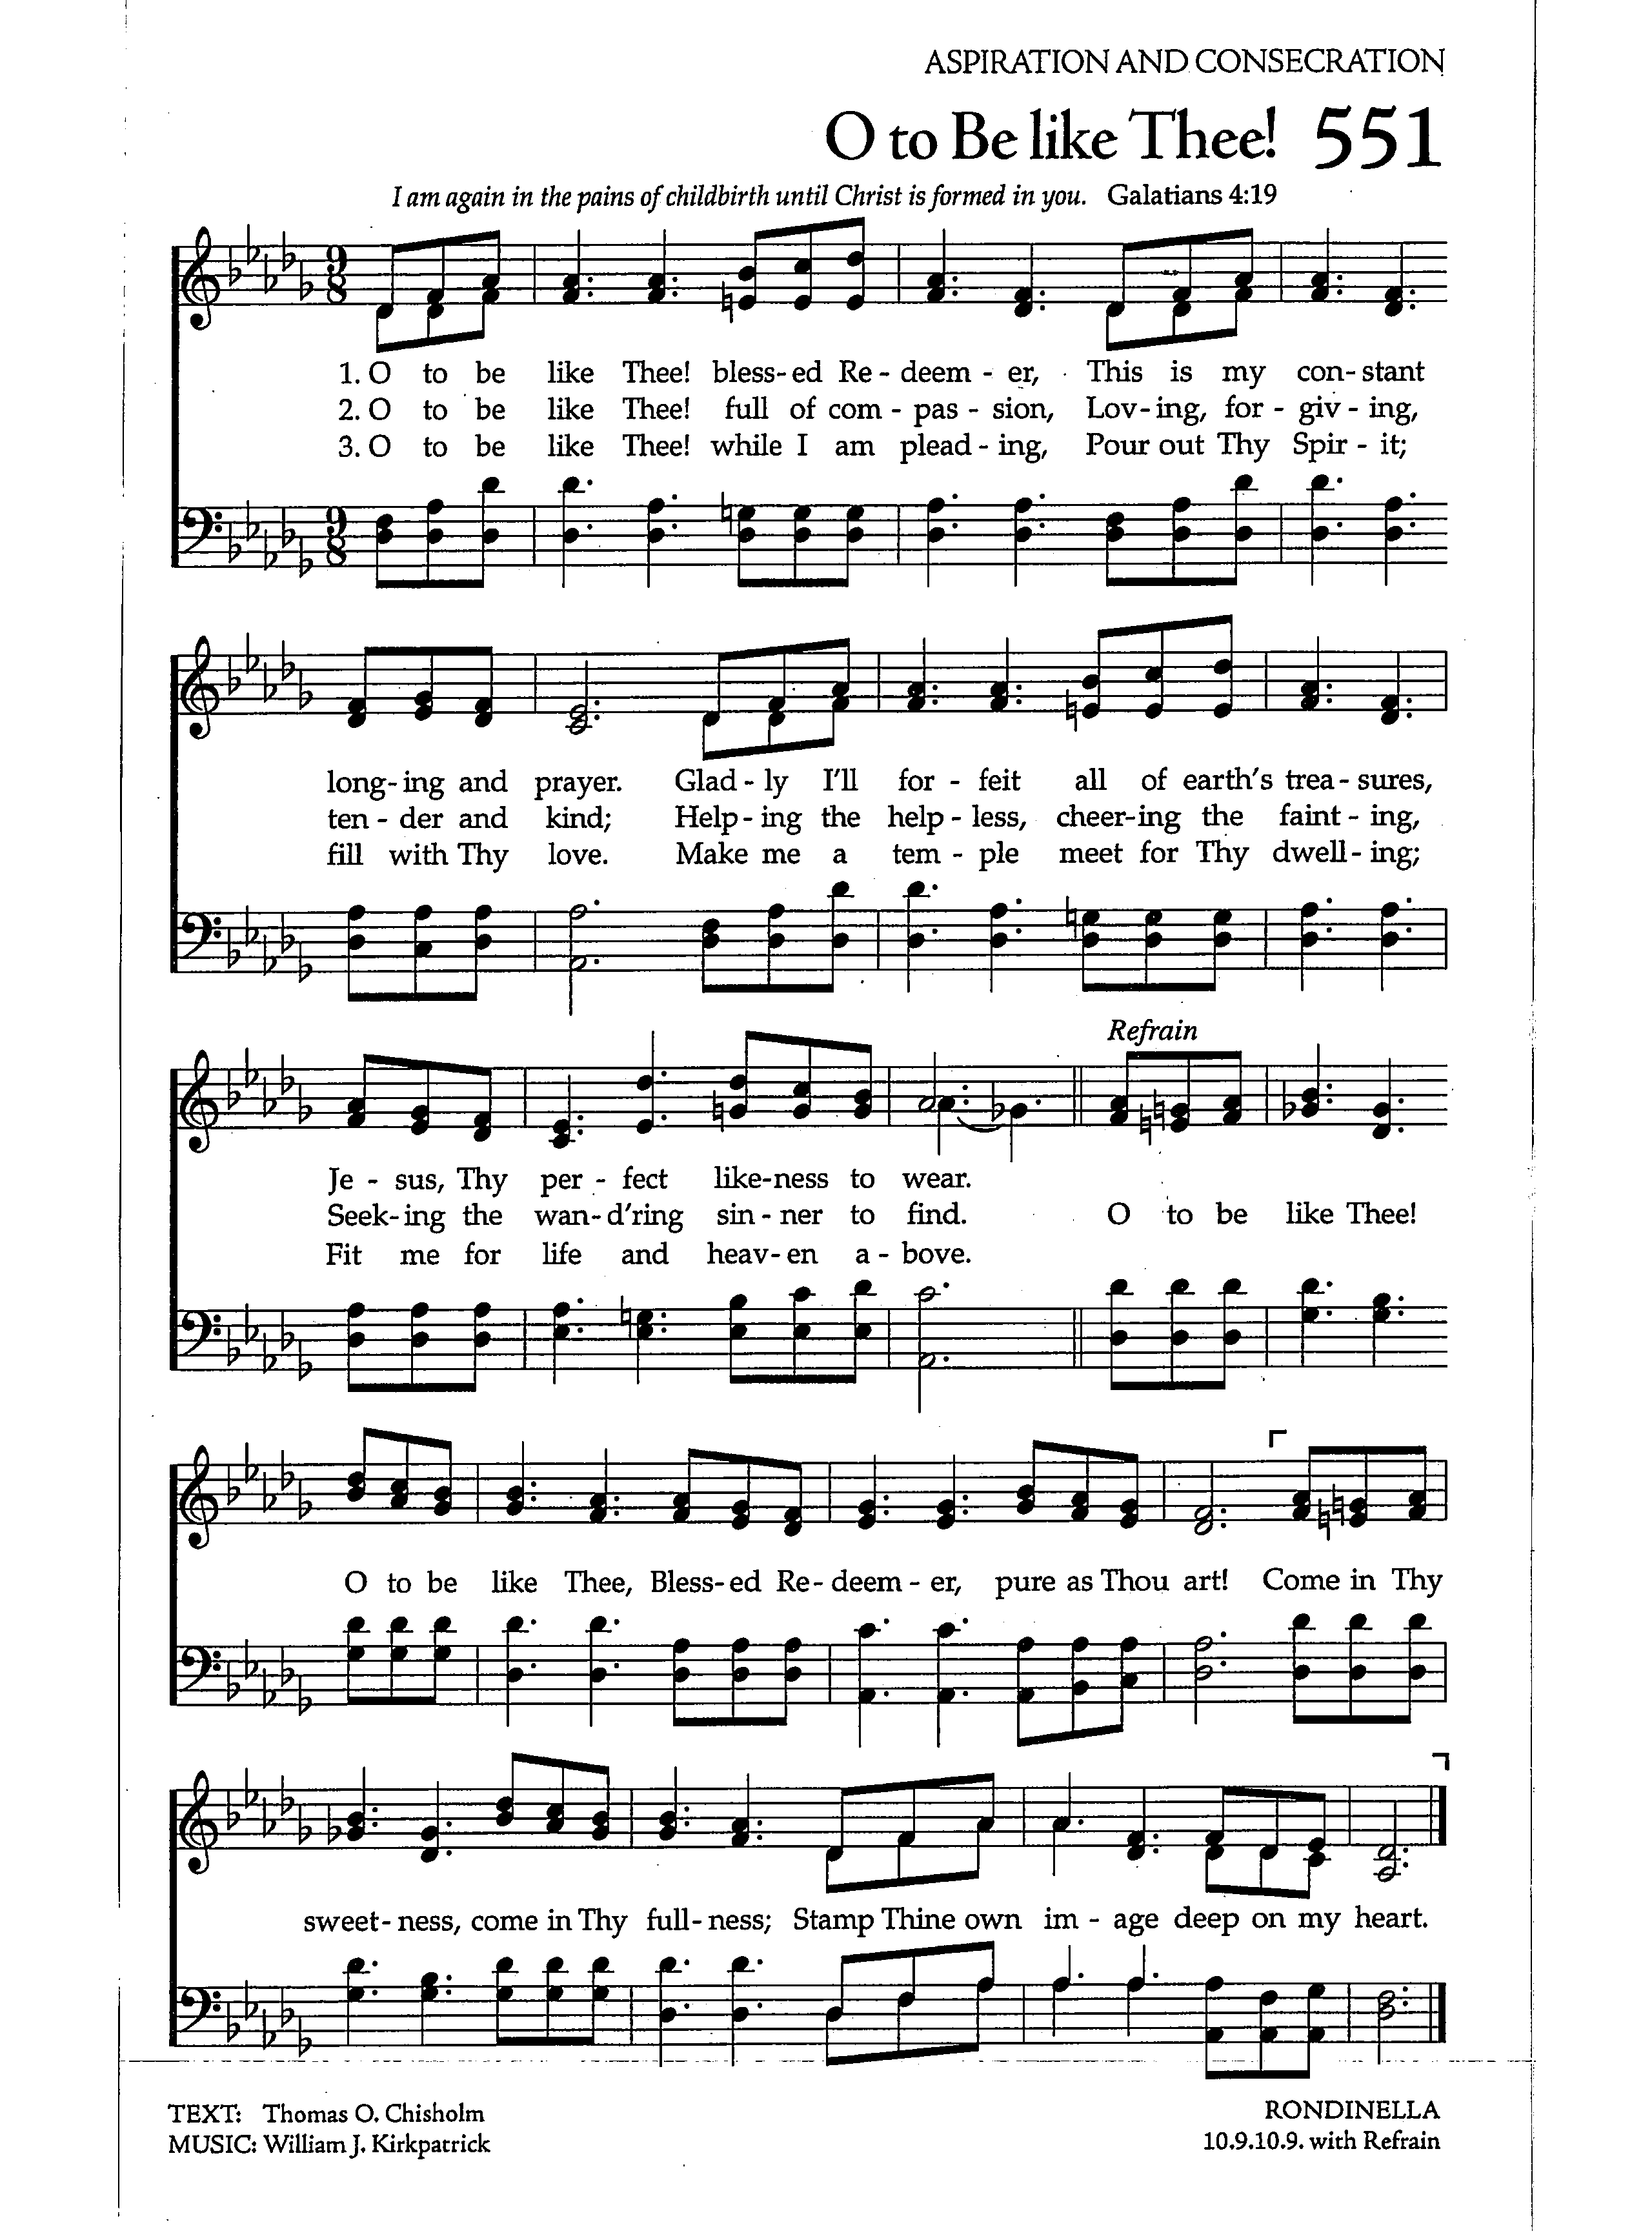 ASPIRATION AND CONSECRATION
O to Be like Thee! 551
I am again in the pains of childbirth until Christ is formed in you. Galatians 4:19
1. O to be like Thee! bless-ed Re-deem-er, This is my con-stant
2. O to be like Thee! full of com-pas-sion, Lov-ing, for-giv-ing,
3. O to be like Thee! while I am plead-ing, Pour out Thy Spir-it;
long-ing and prayer. Glad-ly I'll for-feit all of earth's trea-sures,
ten-der and kind; Help-ing the help-less, cheer-ing the faint-ing,
fill with Thy love. Make me a tem-ple meet for Thy dwell-ing;
Refrain
Je-sus, Thy per-fect like-ness to wear.
Seek-ing the wan-d'ring sin-ner to find. O to be like Thee!
Fit me for life and heav-en a-bove.
O to be like Thee, Bless-ed Re-deem-er, pure as Thou art! Come in Thy
sweet-ness, come in Thy full-ness; Stamp Thine own im-age deep on my heart.
TEXT: Thomas O. Chisholm
MUSIC: William J. Kirkpatrick
RONDINELLA
10.9.10.9. with Refrain